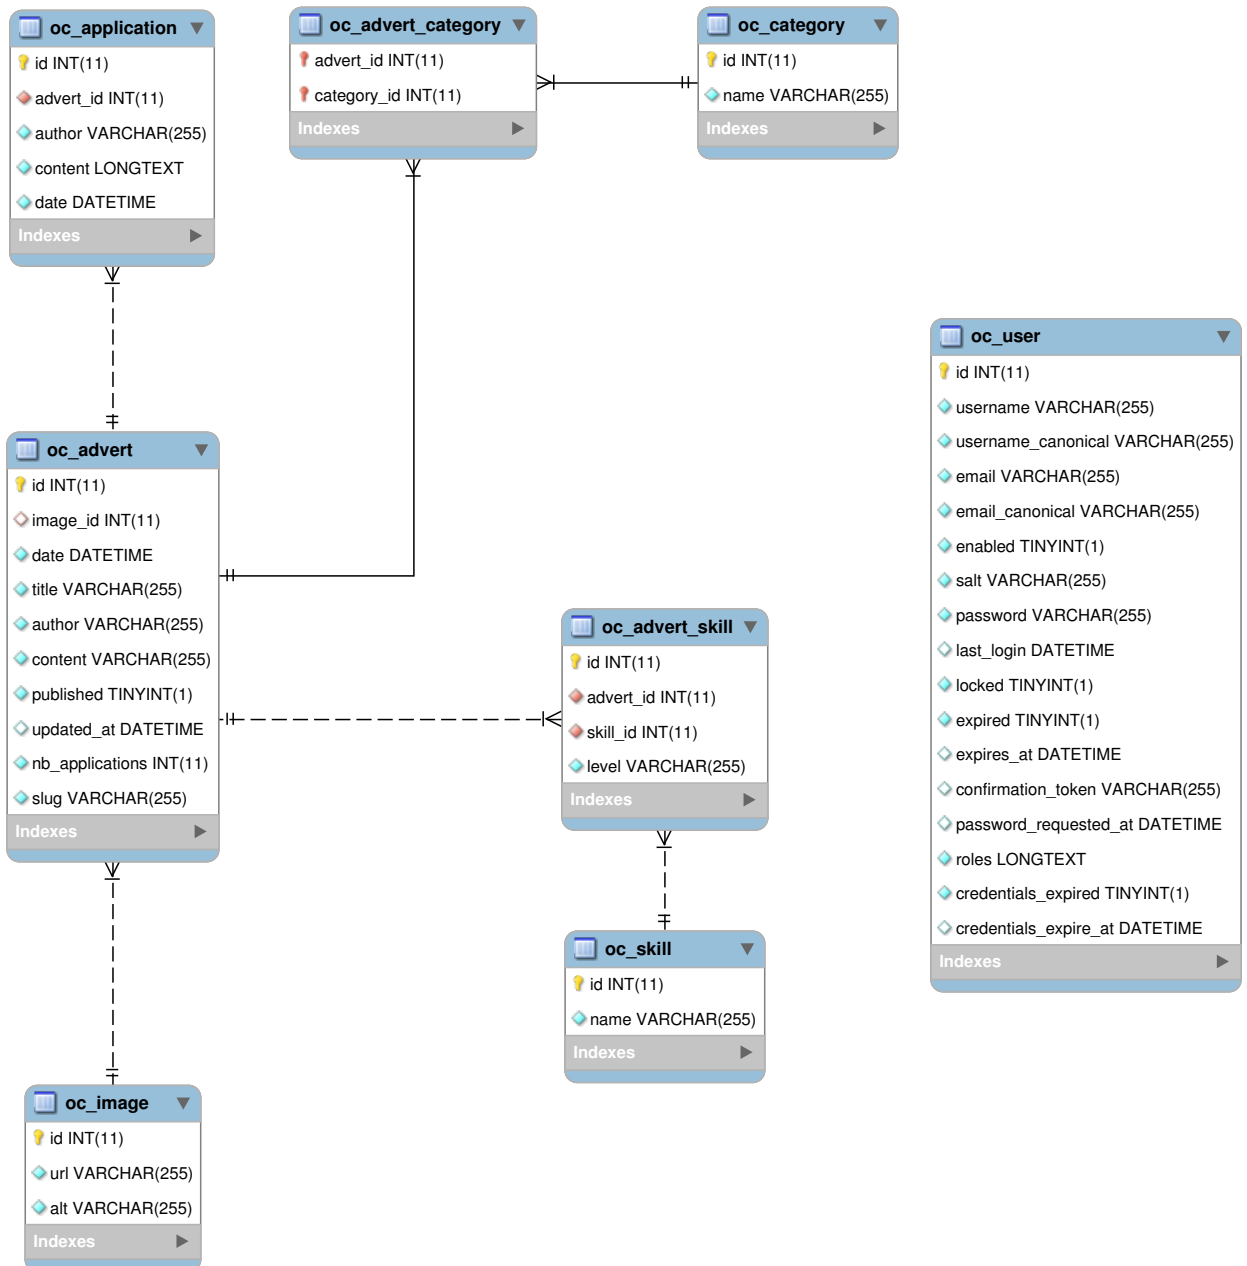 oc_application
id INT(11)
advert_id INT(11)
author VARCHAR(255)
content LONGTEXT
date DATETIME
Indexes
oc_advert_category
advert_id INT(11)
category_id INT(11)
Indexes
oc_category
id INT(11)
name VARCHAR(255)
Indexes
oc_user
id INT(11)
username VARCHAR(255)
username_canonical VARCHAR(255)
email VARCHAR(255)
email_canonical VARCHAR(255)
enabled TINYINT(1)
salt VARCHAR(255)
password VARCHAR(255)
last_login DATETIME
locked TINYINT(1)
expired TINYINT(1)
expires_at DATETIME
confirmation_token VARCHAR(255)
password_requested_at DATETIME
roles LONGTEXT
credentials_expired TINYINT(1)
credentials_expire_at DATETIME
Indexes
oc_advert
id INT(11)
image_id INT(11)
date DATETIME
title VARCHAR(255)
author VARCHAR(255)
content VARCHAR(255)
published TINYINT(1)
updated_at DATETIME
nb_applications INT(11)
slug VARCHAR(255)
Indexes
oc_advert_skill
id INT(11)
advert_id INT(11)
skill_id INT(11)
level VARCHAR(255)
Indexes
oc_skill
id INT(11)
name VARCHAR(255)
Indexes
oc_image
id INT(11)
url VARCHAR(255)
alt VARCHAR(255)
Indexes